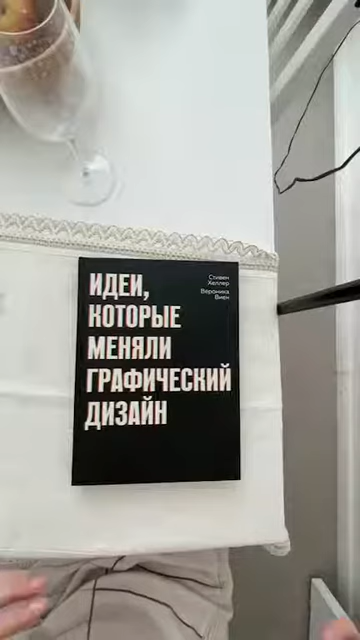 ИДЕИ,
КОТОРЫЕ
МЕНЯЛИ
ГРАФИЧЕСКИЙ
ДИЗАЙН
Стивен
Хеллер
Вероника
Виен